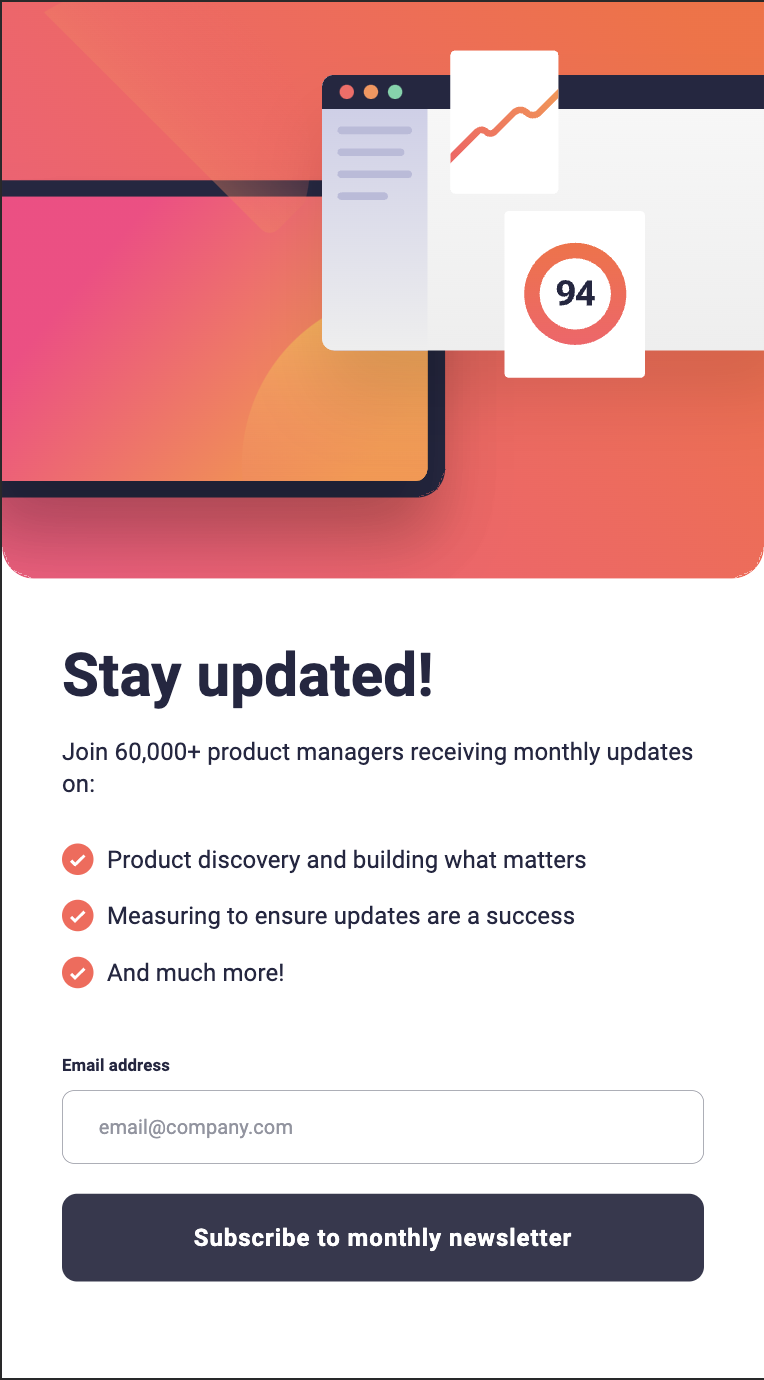 94
Stay updated!
Join 60,000+ product managers receiving monthly updates
on:
Product discovery and building what matters
Measuring to ensure updates are a success
And much more!
Email address
email@company.com
Subscribe to monthly newsletter